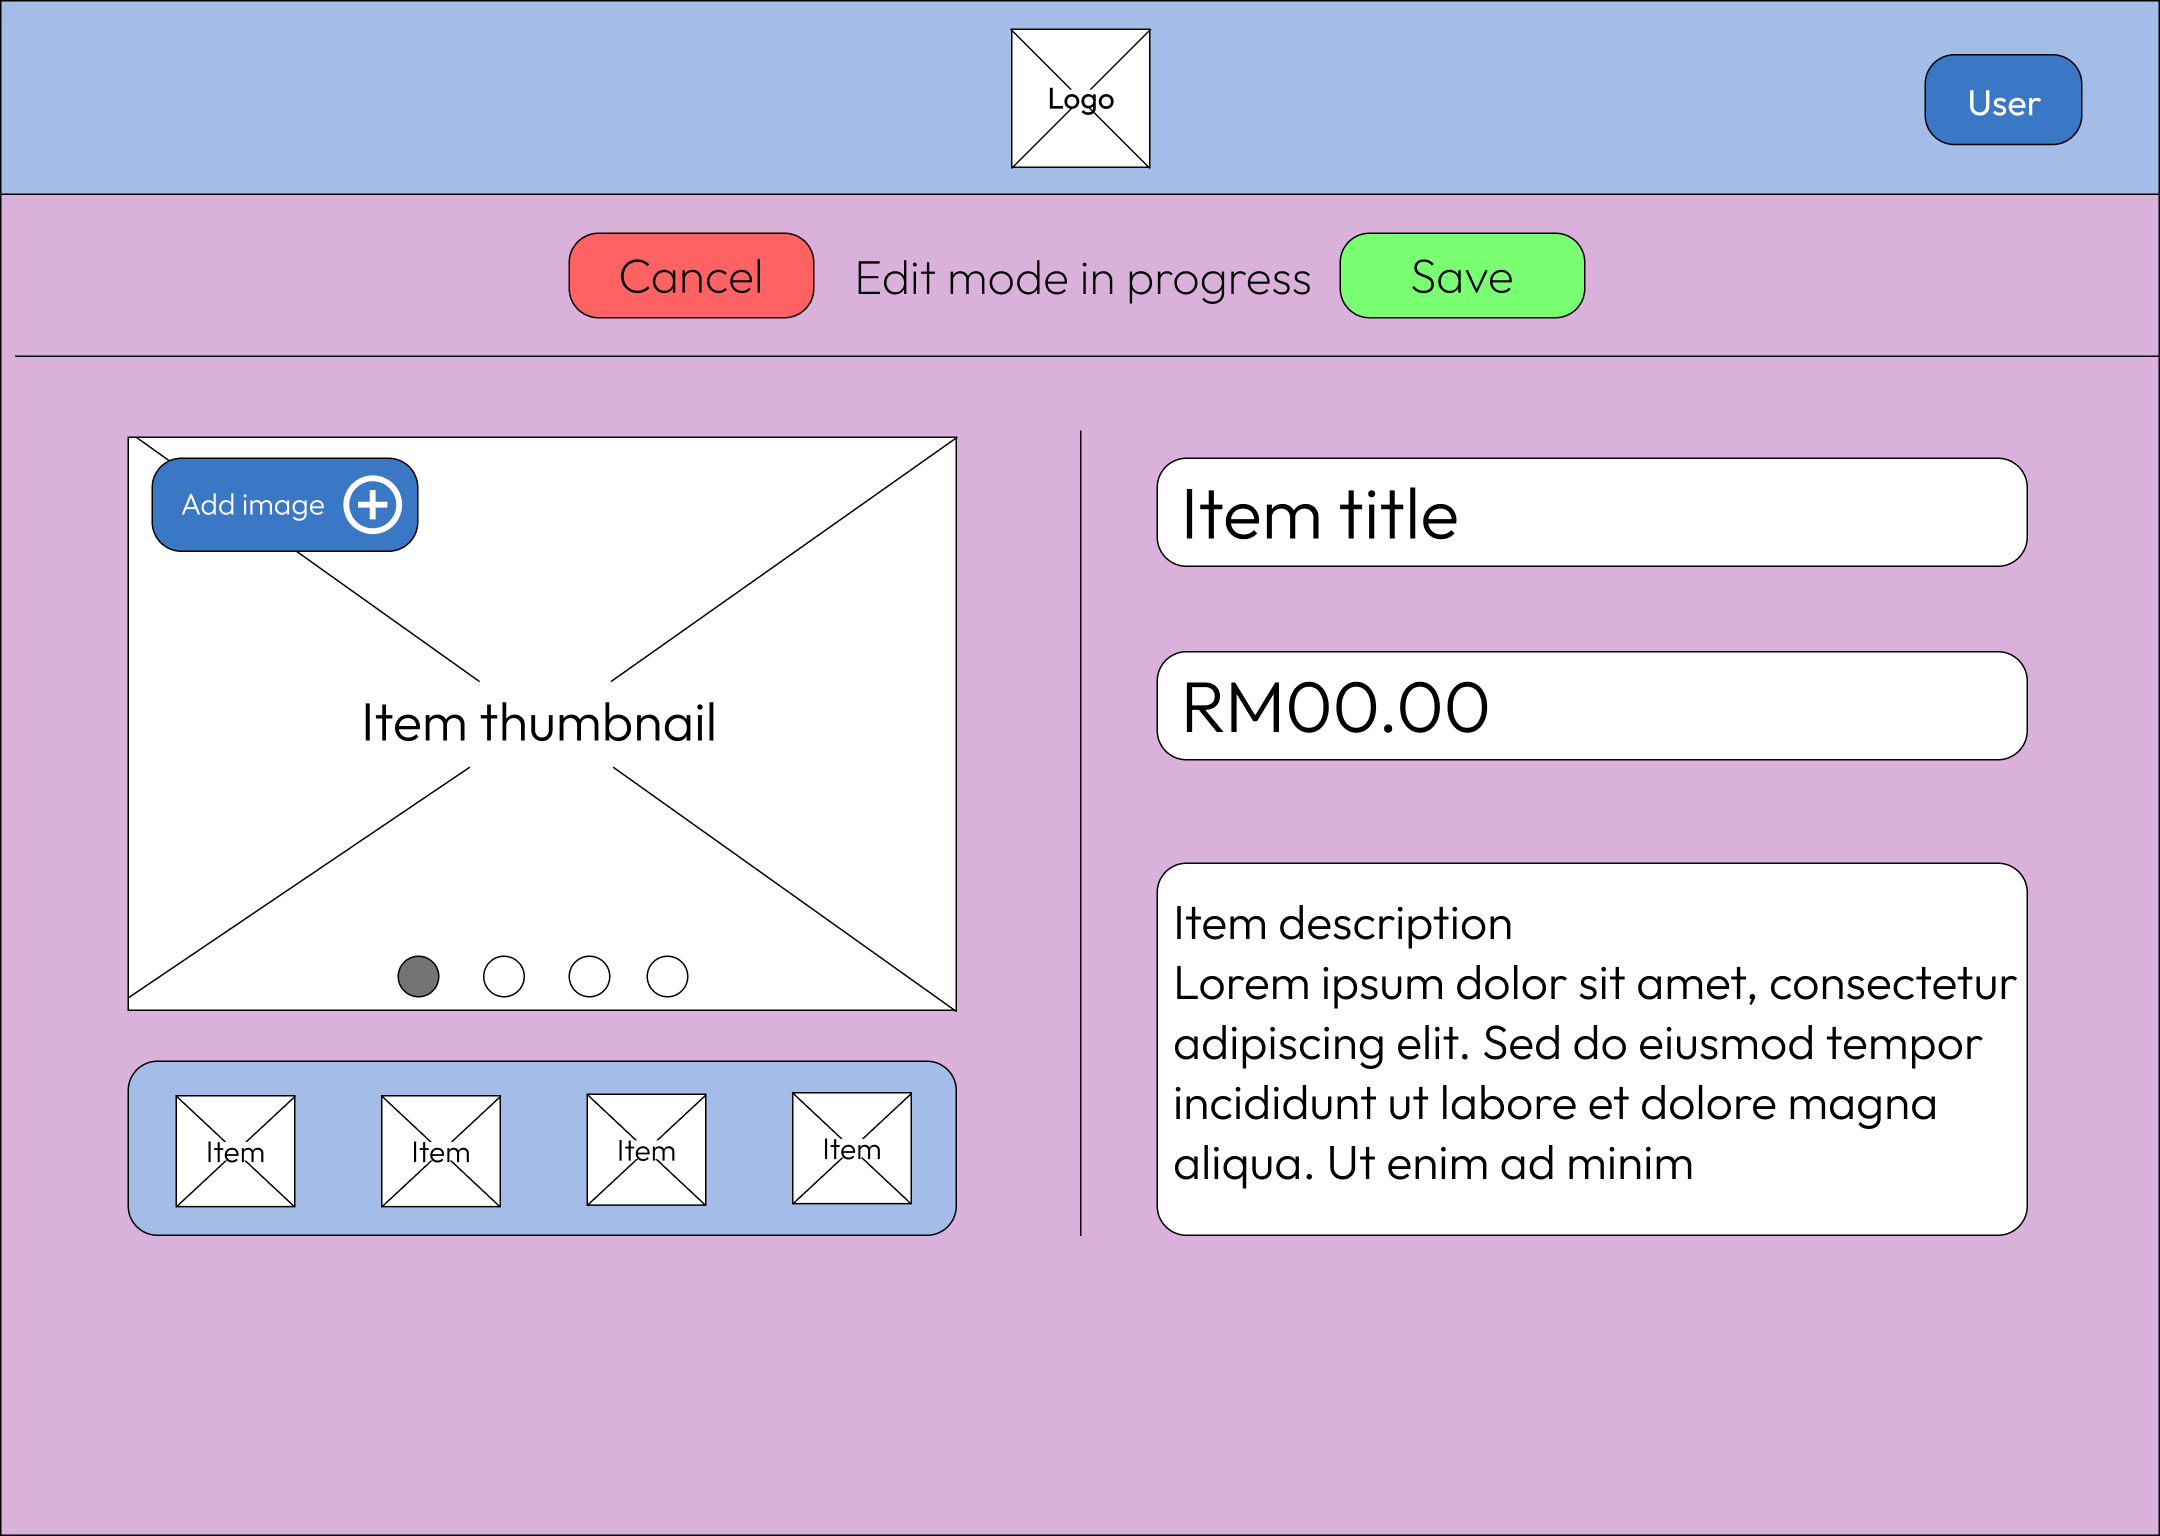 Logo
User
Cancel
Edit mode in progress
Save
Add image
Item thumbnail
Item
Item
Item
Item
Item title
RM00.00
Item description
Lorem ipsum dolor sit amet, consectetur
adipiscing elit. Sed do eiusmod tempor
incididunt ut labore et dolore magna
aliqua. Ut enim ad minim